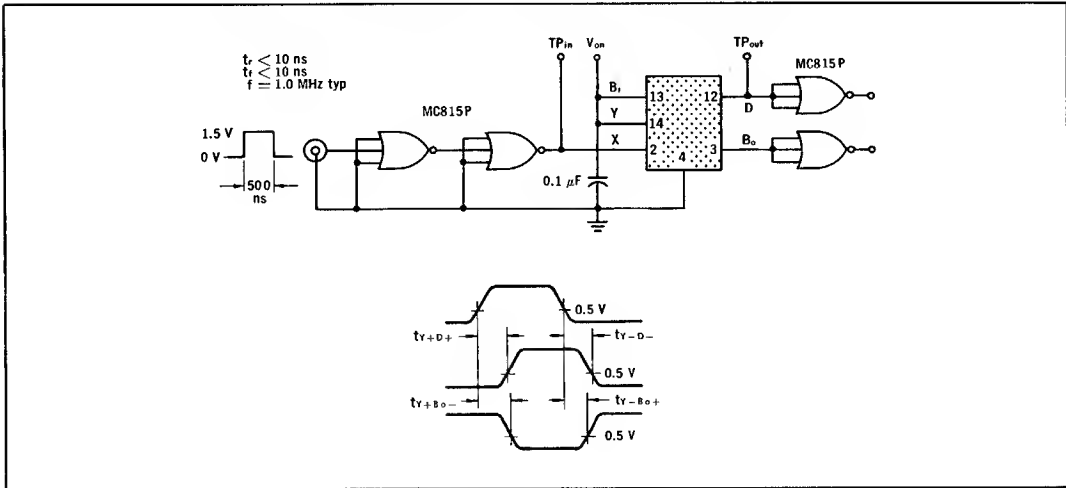 TPin Von TPout
tr < 10 ns
tf < 10 ns
f = 1.0 MHz typ
MC815P
MC815P
1.5 V
0 V
500
ns
B, 13 12 D
Y 14
X 2 4 3 Bo
0.1 μF
0.5 V
tY+D+ tY–D–
0.5 V
tY+Bo– tY–Bo+
0.5 V